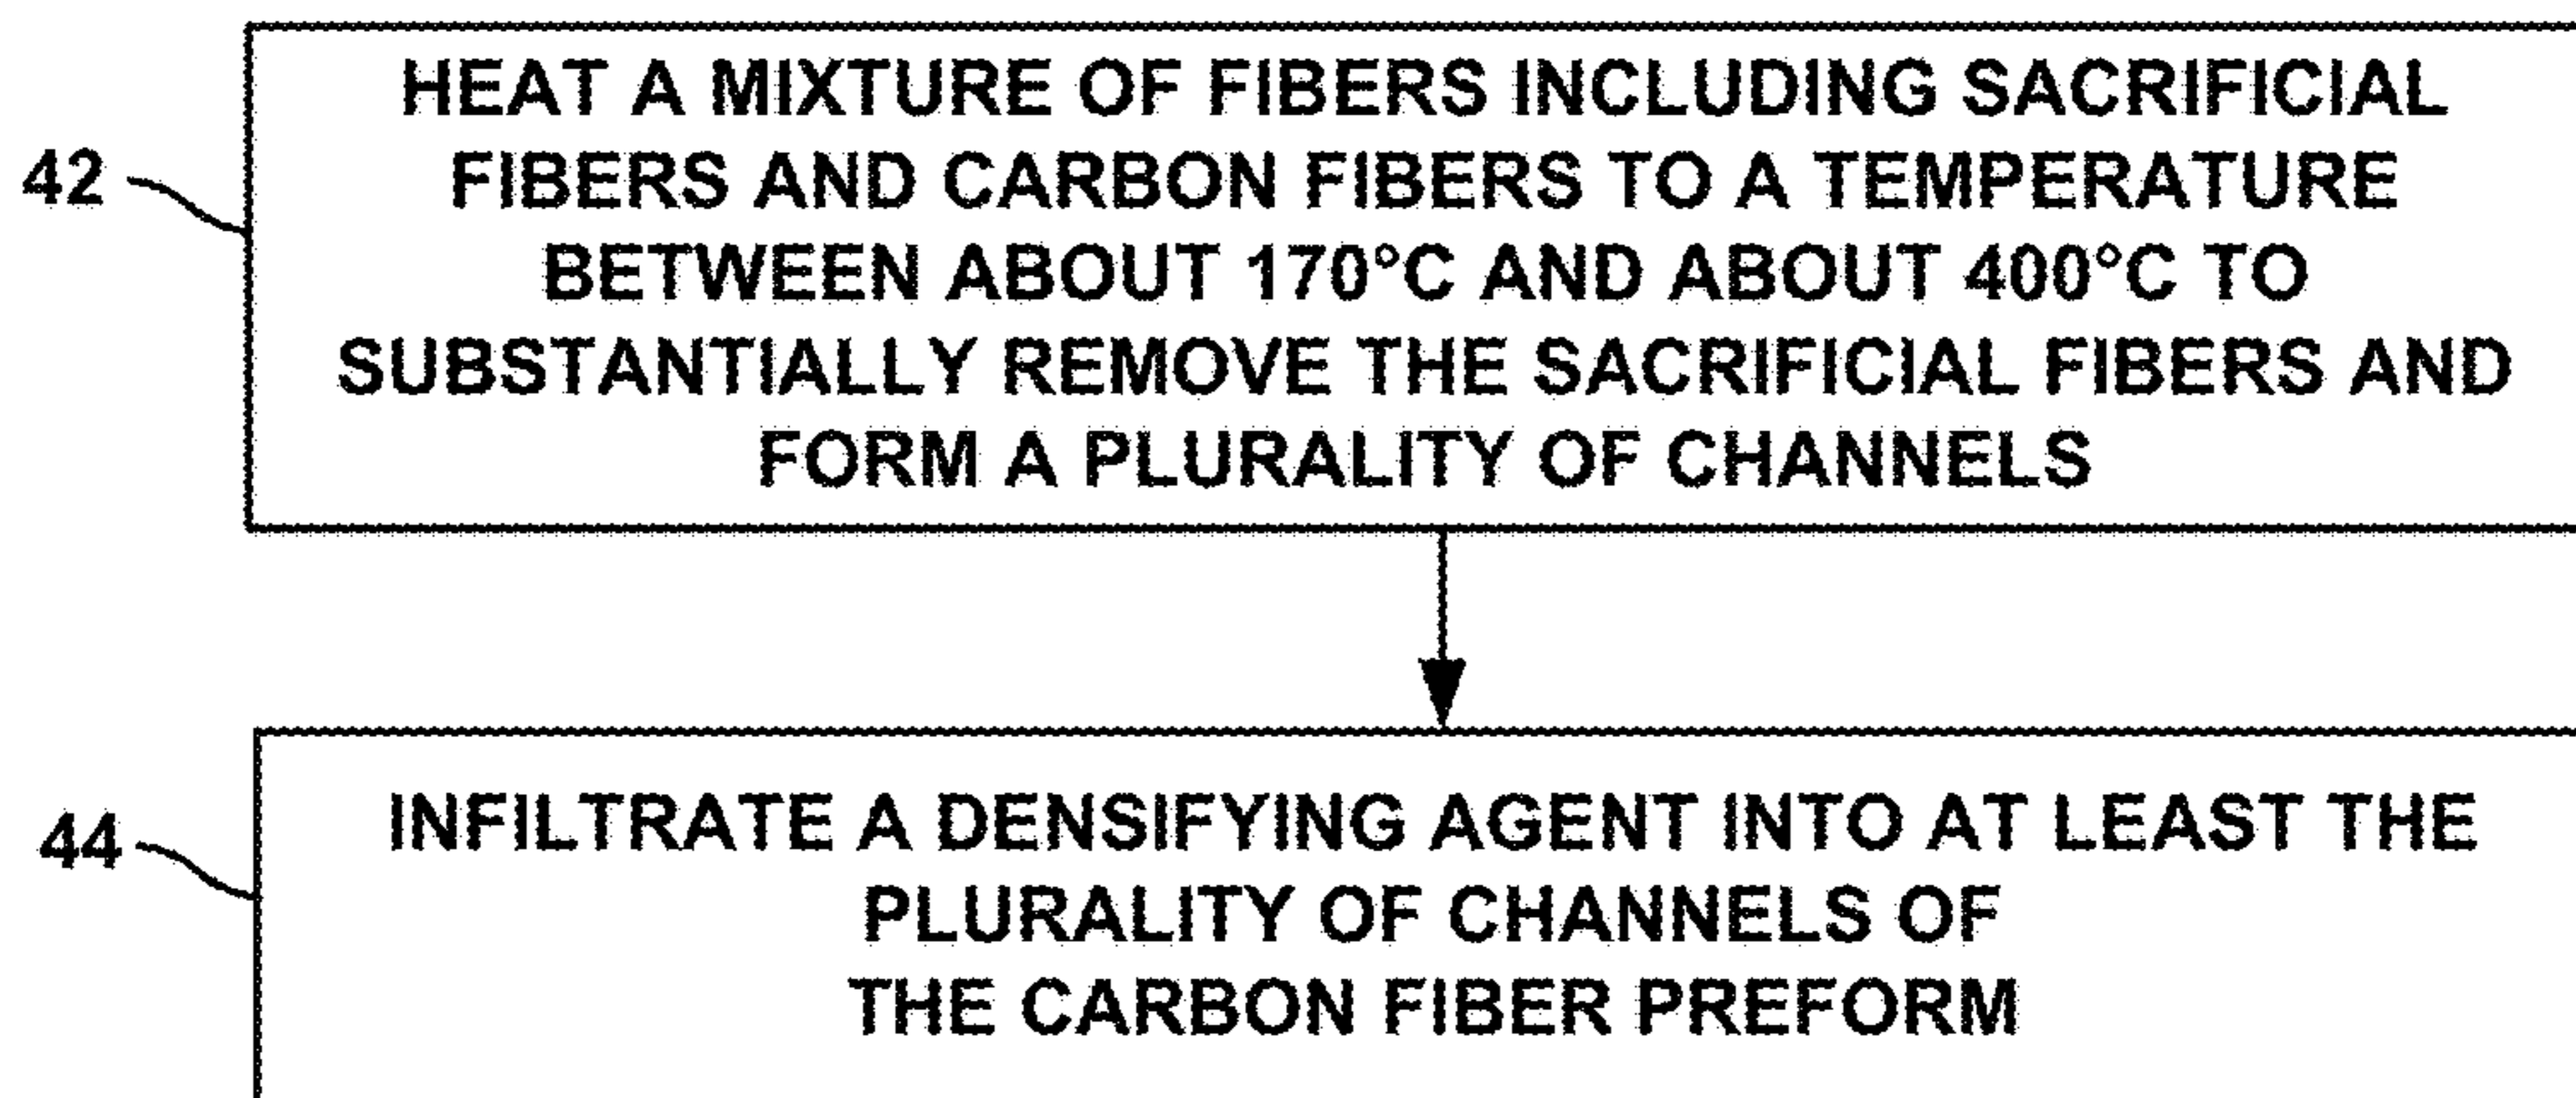 HEAT A MIXTURE OF FIBERS INCLUDING SACRIFICIAL
42 FIBERS AND CARBON FIBERS TO A TEMPERATURE
BETWEEN ABOUT 170°C AND ABOUT 400°C TO
SUBSTANTIALLY REMOVE THE SACRIFICIAL FIBERS AND
FORM A PLURALITY OF CHANNELS
44 INFILTRATE A DENSIFYING AGENT INTO AT LEAST THE
PLURALITY OF CHANNELS OF
THE CARBON FIBER PREFORM